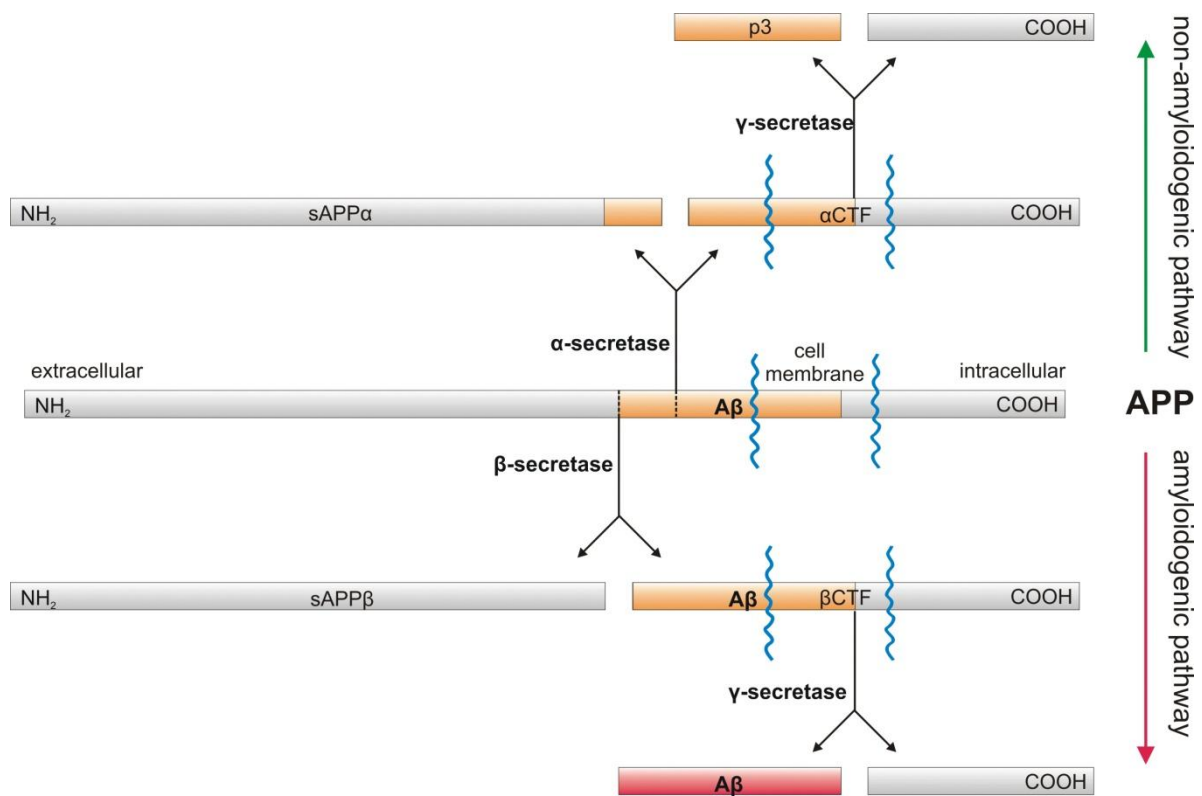 p3
COOH
γ-secretase
NH₂
sAPPα
αCTF
COOH
non-amyloidogenic pathway
α-secretase
extracellular
cell
membrane
intracellular
NH₂
Aβ
COOH
APP
β-secretase
amyloidogenic pathway
NH₂
sAPPβ
Aβ
βCTF
COOH
γ-secretase
Aβ
COOH